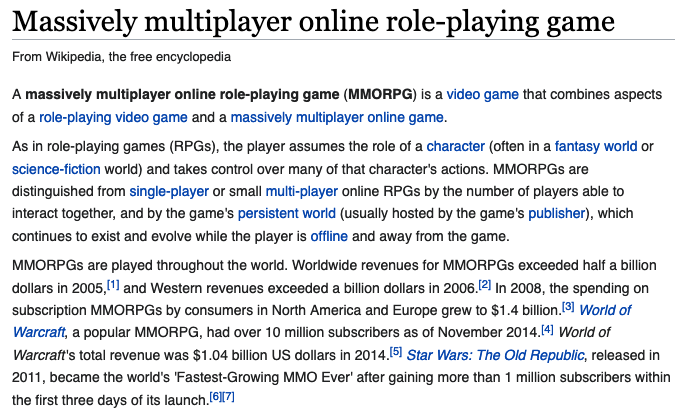 Massively multiplayer online role-playing game
From Wikipedia, the free encyclopedia
A massively multiplayer online role-playing game (MMORPG) is a video game that combines aspects
of a role-playing video game and a massively multiplayer online game.
As in role-playing games (RPGs), the player assumes the role of a character (often in a fantasy world or
science-fiction world) and takes control over many of that character's actions. MMORPGs are
distinguished from single-player or small multi-player online RPGs by the number of players able to
interact together, and by the game's persistent world (usually hosted by the game's publisher), which
continues to exist and evolve while the player is offline and away from the game.
MMORPGs are played throughout the world. Worldwide revenues for MMORPGs exceeded half a billion
dollars in 2005,[1] and Western revenues exceeded a billion dollars in 2006.[2] In 2008, the spending on
subscription MMORPGs by consumers in North America and Europe grew to $1.4 billion.[3] World of
Warcraft, a popular MMORPG, had over 10 million subscribers as of November 2014.[4] World of
Warcraft's total revenue was $1.04 billion US dollars in 2014.[5] Star Wars: The Old Republic, released in
2011, became the world's 'Fastest-Growing MMO Ever' after gaining more than 1 million subscribers within
the first three days of its launch.[6][7]